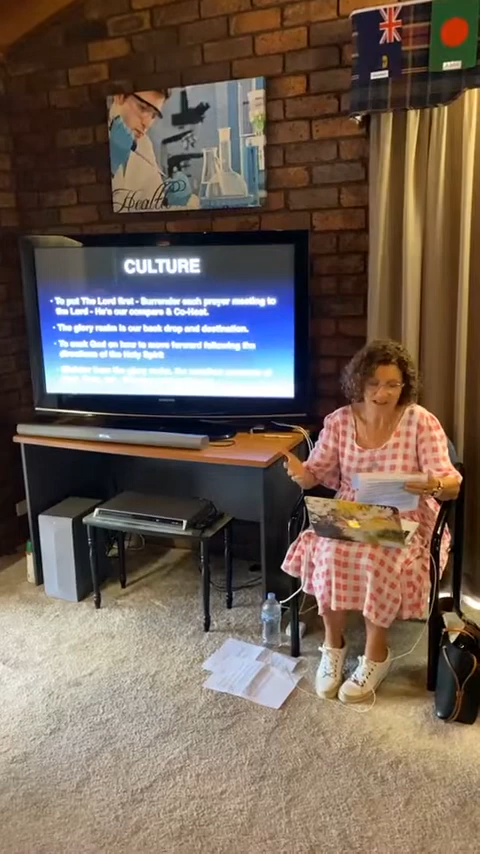 Health
CULTURE
• To put The Lord first - Surrender each prayer meeting to
the Lord - He's our compare & Co-Host.
• The glory realm is our back drop and destination.
• To seek God on how to move forward following the
directions of the Holy Spirit